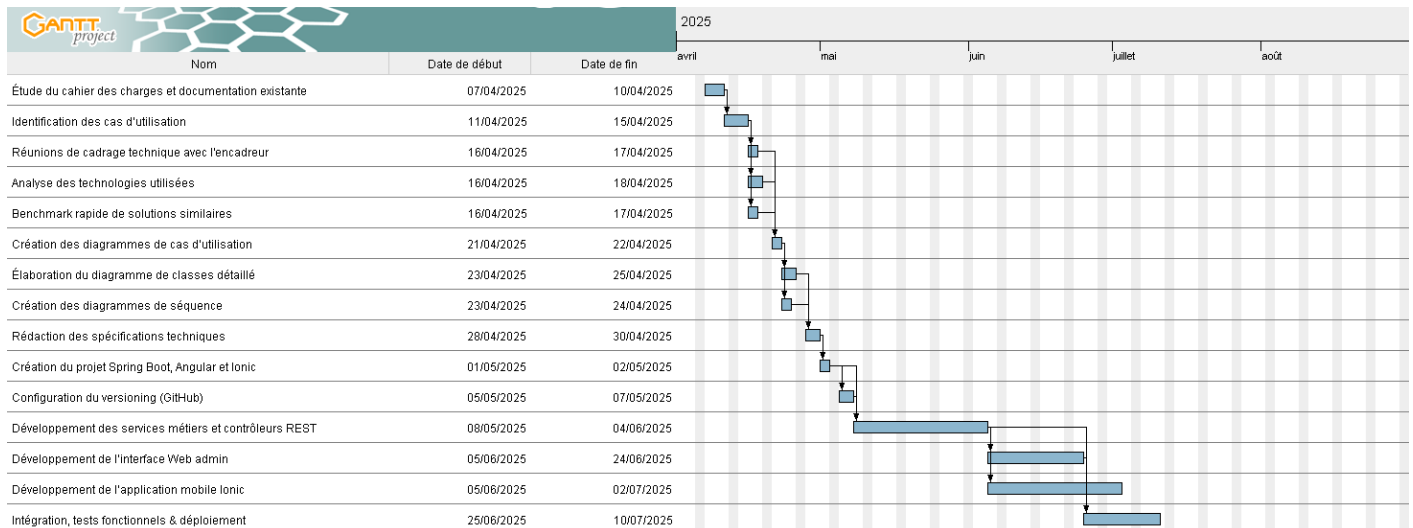 GANTT
project
2025
Nom Date de début Date de fin avril mai juin juillet août
Étude du cahier des charges et documentation existante 07/04/2025 10/04/2025
Identification des cas d'utilisation 11/04/2025 15/04/2025
Réunions de cadrage technique avec l'encadreur 16/04/2025 17/04/2025
Analyse des technologies utilisées 16/04/2025 18/04/2025
Benchmark rapide de solutions similaires 16/04/2025 17/04/2025
Création des diagrammes de cas d'utilisation 21/04/2025 22/04/2025
Élaboration du diagramme de classes détaillé 23/04/2025 25/04/2025
Création des diagrammes de séquence 23/04/2025 24/04/2025
Rédaction des spécifications techniques 28/04/2025 30/04/2025
Création du projet Spring Boot, Angular et Ionic 01/05/2025 02/05/2025
Configuration du versioning (GitHub) 05/05/2025 07/05/2025
Développement des services métiers et contrôleurs REST 08/05/2025 04/06/2025
Développement de l'interface Web admin 05/06/2025 24/06/2025
Développement de l'application mobile Ionic 05/06/2025 02/07/2025
Intégration, tests fonctionnels & déploiement 25/06/2025 10/07/2025